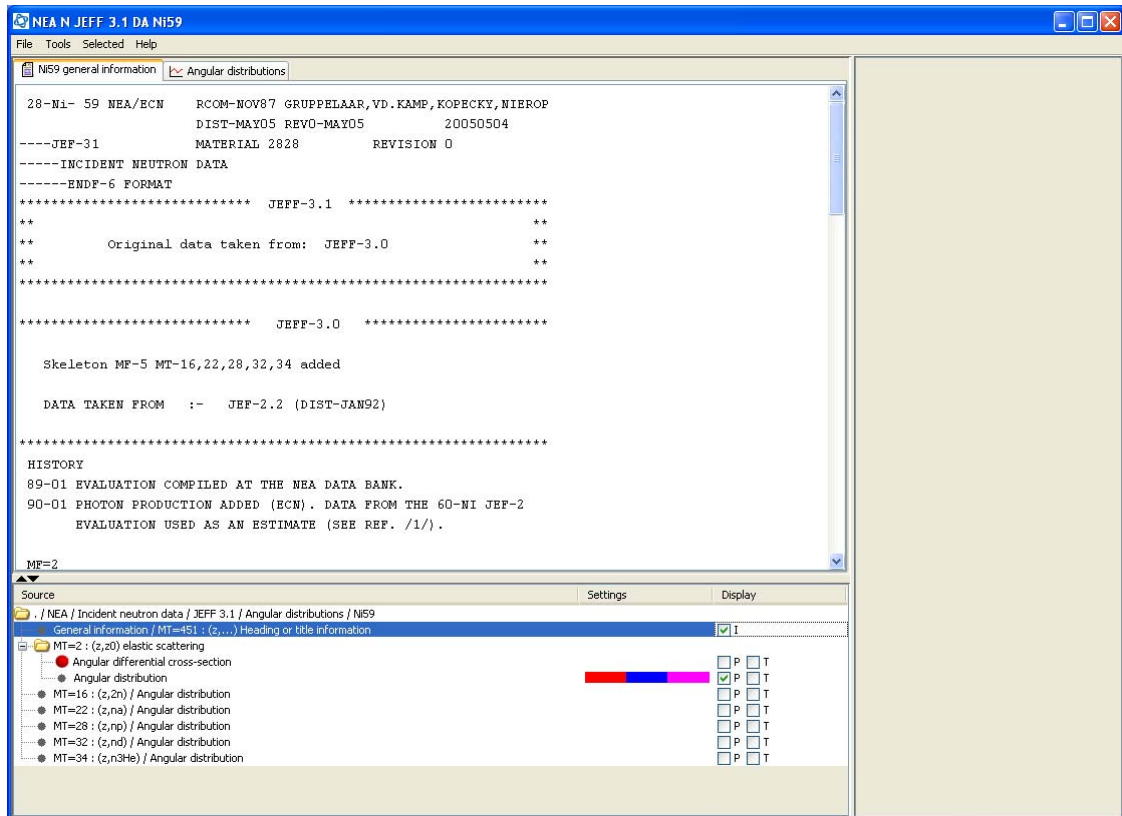 NEA N JEFF 3.1 DA Ni59
File Tools Selected Help
Ni59 general information Angular distributions
28-Ni- 59 NEA/ECN RCOM-NOV87 GRUPPELAAR,VD.KAMP,KOPECKY,NIEROP
DIST-MAY05 REV0-MAY05 20050504
----JEF-31 MATERIAL 2828 REVISION 0
-----INCIDENT NEUTRON DATA
------ENDF-6 FORMAT
***************************** JEFF-3.1 *************************
** **
** Original data taken from: JEFF-3.0 **
** **
******************************************************************
***************************** JEFF-3.0 ***********************
Skeleton MF-5 MT-16,22,28,32,34 added
DATA TAKEN FROM :- JEF-2.2 (DIST-JAN92)
******************************************************************
HISTORY
89-01 EVALUATION COMPILED AT THE NEA DATA BANK.
90-01 PHOTON PRODUCTION ADDED (ECN). DATA FROM THE 60-NI JEF-2
EVALUATION USED AS AN ESTIMATE (SEE REF. /1/).
MF=2
Source Settings Display
. / NEA / Incident neutron data / JEFF 3.1 / Angular distributions / Ni59
General information / MT=451 : (z,...) Heading or title information I
MT=2 : (z,z0) elastic scattering
Angular differential cross-section P T
Angular distribution P T
MT=16 : (z,2n) / Angular distribution P T
MT=22 : (z,na) / Angular distribution P T
MT=28 : (z,np) / Angular distribution P T
MT=32 : (z,nd) / Angular distribution P T
MT=34 : (z,n3He) / Angular distribution P T